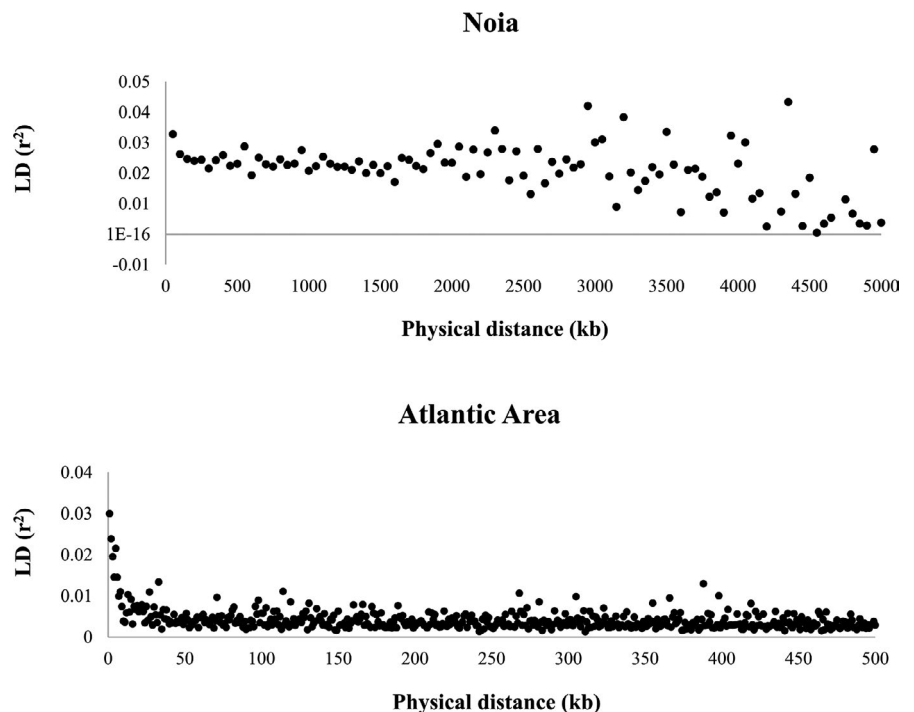 Noia
LD (r²)
0.05
0.04
0.03
0.02
0.01
1E-16
-0.01
0 500 1000 1500 2000 2500 3000 3500 4000 4500 5000
Physical distance (kb)
Atlantic Area
LD (r²)
0.04
0.03
0.02
0.01
0
0 50 100 150 200 250 300 350 400 450 500
Physical distance (kb)